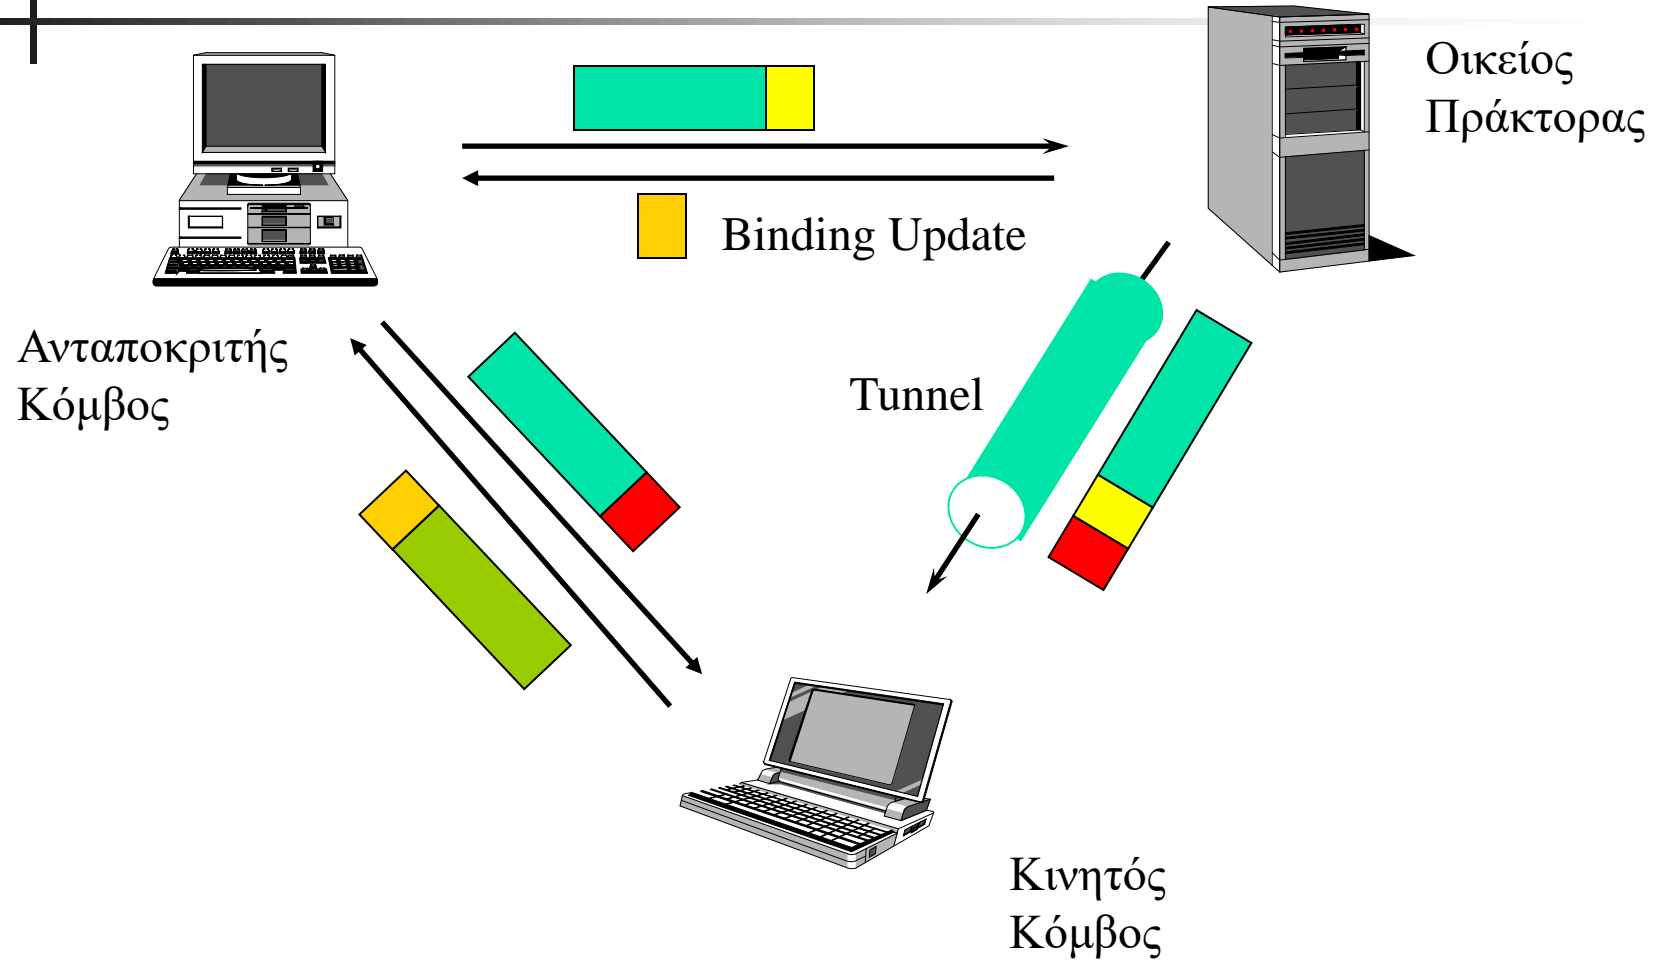 Οικείος
Πράκτορας
Binding Update
Ανταποκριτής
Κόμβος
Tunnel
Κινητός
Κόμβος